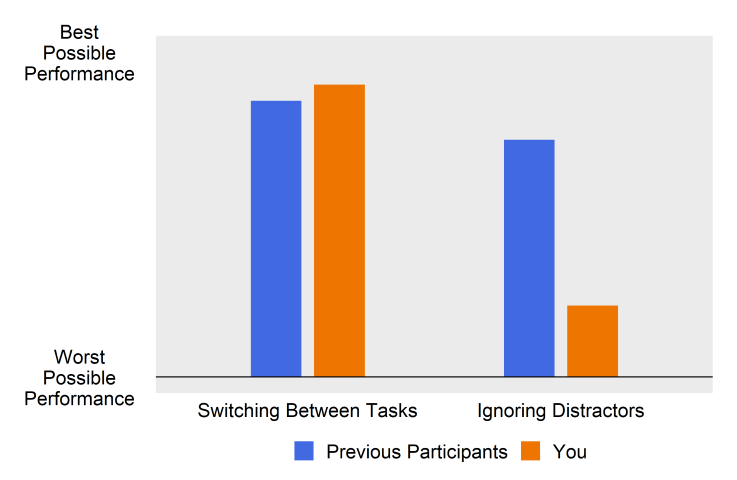 Best
Possible
Performance
Worst
Possible
Performance
Switching Between Tasks
Ignoring Distractors
Previous Participants
You